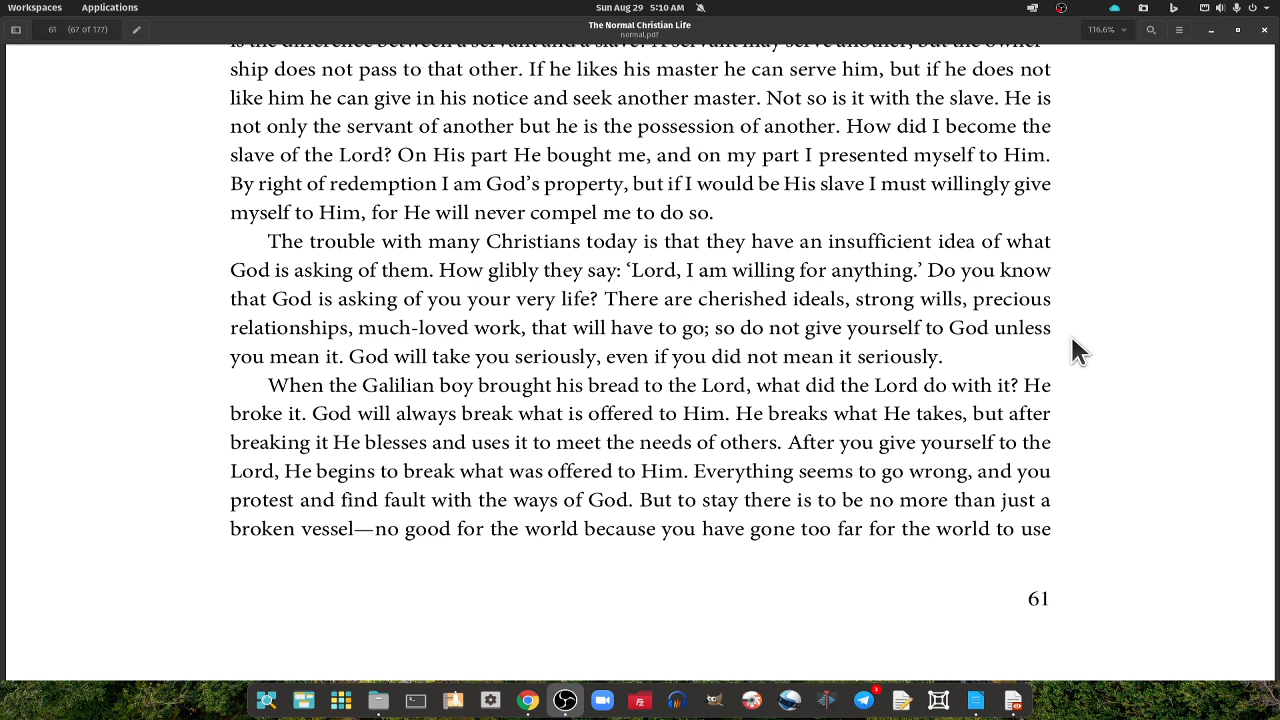 Workspaces Applications Sun Aug 29 5:10 AM
61 (67 of 177) The Normal Christian Life 116.6%
normal.pdf
is the difference between a servant and a slave? A servant may serve another, but the owner-
ship does not pass to that other. If he likes his master he can serve him, but if he does not
like him he can give in his notice and seek another master. Not so is it with the slave. He is
not only the servant of another but he is the possession of another. How did I become the
slave of the Lord? On His part He bought me, and on my part I presented myself to Him.
By right of redemption I am God’s property, but if I would be His slave I must willingly give
myself to Him, for He will never compel me to do so.
The trouble with many Christians today is that they have an insufficient idea of what
God is asking of them. How glibly they say: ‘Lord, I am willing for anything.’ Do you know
that God is asking of you your very life? There are cherished ideals, strong wills, precious
relationships, much-loved work, that will have to go; so do not give yourself to God unless
you mean it. God will take you seriously, even if you did not mean it seriously.
When the Galilian boy brought his bread to the Lord, what did the Lord do with it? He
broke it. God will always break what is offered to Him. He breaks what He takes, but after
breaking it He blesses and uses it to meet the needs of others. After you give yourself to the
Lord, He begins to break what was offered to Him. Everything seems to go wrong, and you
protest and find fault with the ways of God. But to stay there is to be no more than just a
broken vessel—no good for the world because you have gone too far for the world to use
61